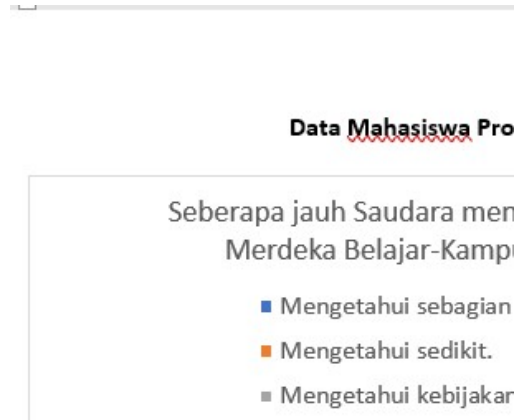 Data Mahasiswa Pro
Seberapa jauh Saudara men
Merdeka Belajar-Kamp
Mengetahui sebagian
Mengetahui sedikit.
Mengetahui kebijakan